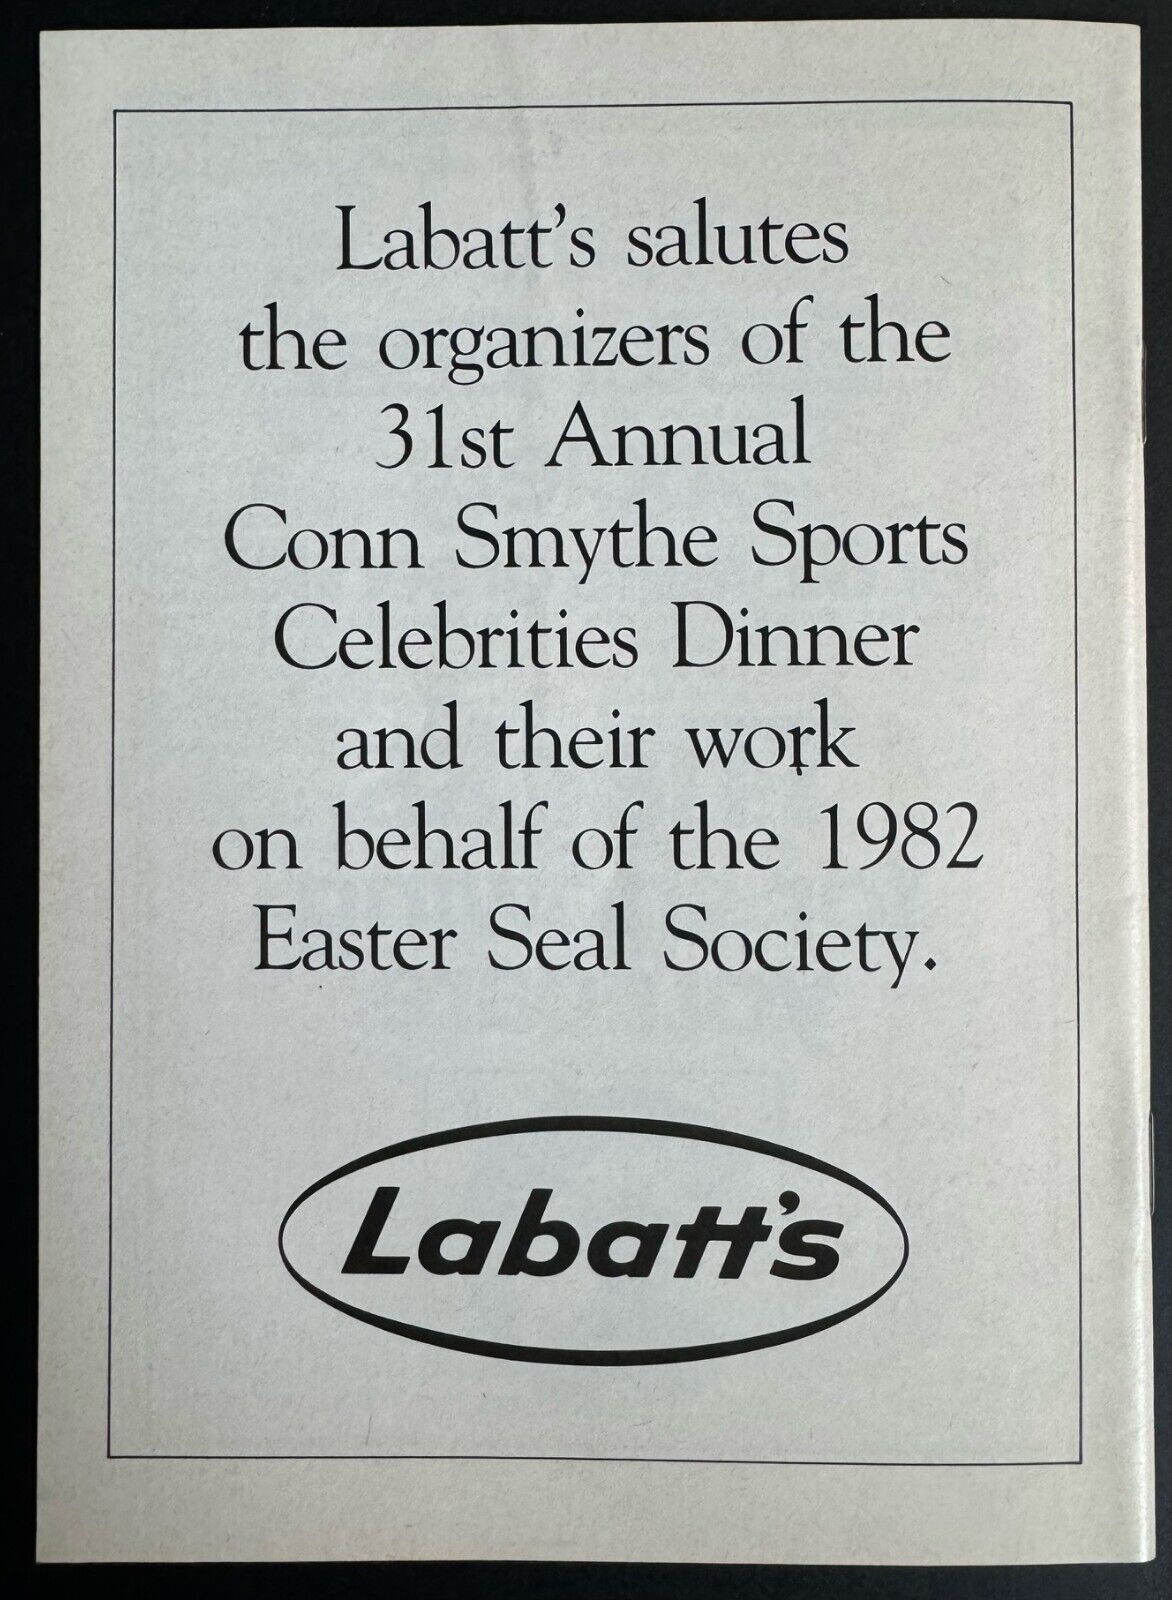 Labatt's salutes
the organizers of the
31st Annual
Conn Smythe Sports
Celebrities Dinner
and their work
on behalf of the 1982
Easter Seal Society.
Labatt's